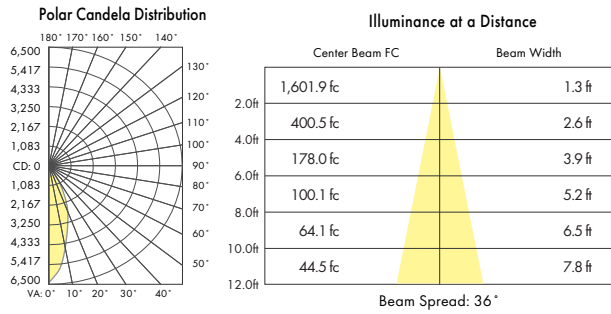 Polar Candela Distribution
180˚ 170˚ 160˚ 150˚ 140˚
6,500
5,417
4,333
3,250
2,167
1,083
CD: 0
1,083
2,167
3,250
4,333
5,417
6,500
130˚
120˚
110˚
100˚
90˚
80˚
70˚
60˚
50˚
VA: 0˚ 10˚ 20˚ 30˚ 40˚
Illuminance at a Distance
Center Beam FC Beam Width
1,601.9 fc 1.3 ft
2.0ft
400.5 fc 2.6 ft
4.0ft
178.0 fc 3.9 ft
6.0ft
100.1 fc 5.2 ft
8.0ft
64.1 fc 6.5 ft
10.0ft
44.5 fc 7.8 ft
12.0ft
Beam Spread: 36˚